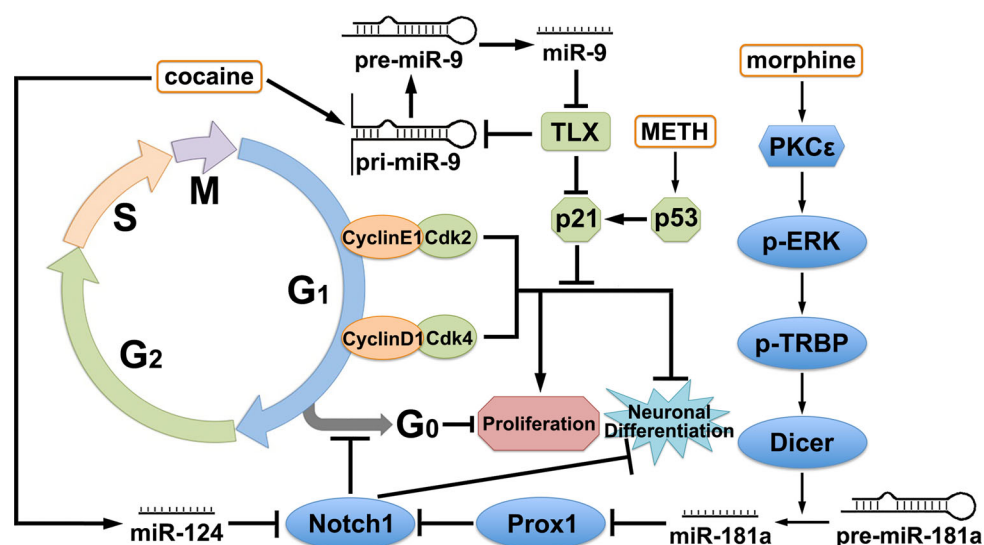 pre-miR-9
miR-9
cocaine
morphine
TLX
METH
pri-miR-9
PKCε
M
S
p21
p53
CyclinE1
Cdk2
p-ERK
G1
CyclinD1
Cdk4
p-TRBP
G2
G0
Proliferation
Neuronal
Differentiation
Dicer
miR-124
Notch1
Prox1
miR-181a
pre-miR-181a